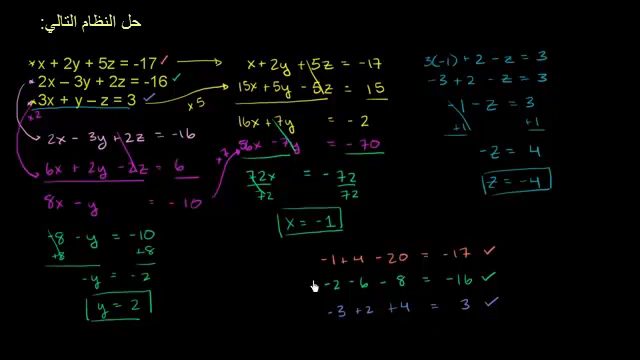 حل النظام التالي:
x + 2y + 5z = -17 ✓
2x − 3y + 2z = -16 ✓
3x + y − z = 3 ✓
x2
x 5
2x - 3y + 2z = -16
6x + 2y - 2z = 6
8x - y = -10
-8 - y = -10
+8 +8
-y = -2
y = 2
x + 2y + 5z = -17
15x + 5y - 5z = 15
16x + 7y = -2
x7
56x - 7y = -70
72x = -72
72 72
x = -1
3(-1) + 2 - z = 3
-3 + 2 - z = 3
-1 - z = 3
+1 +1
-z = 4
z = -4
-1 + 4 - 20 = -17 ✓
-2 - 6 - 8 = -16 ✓
-3 + 2 + 4 = 3 ✓